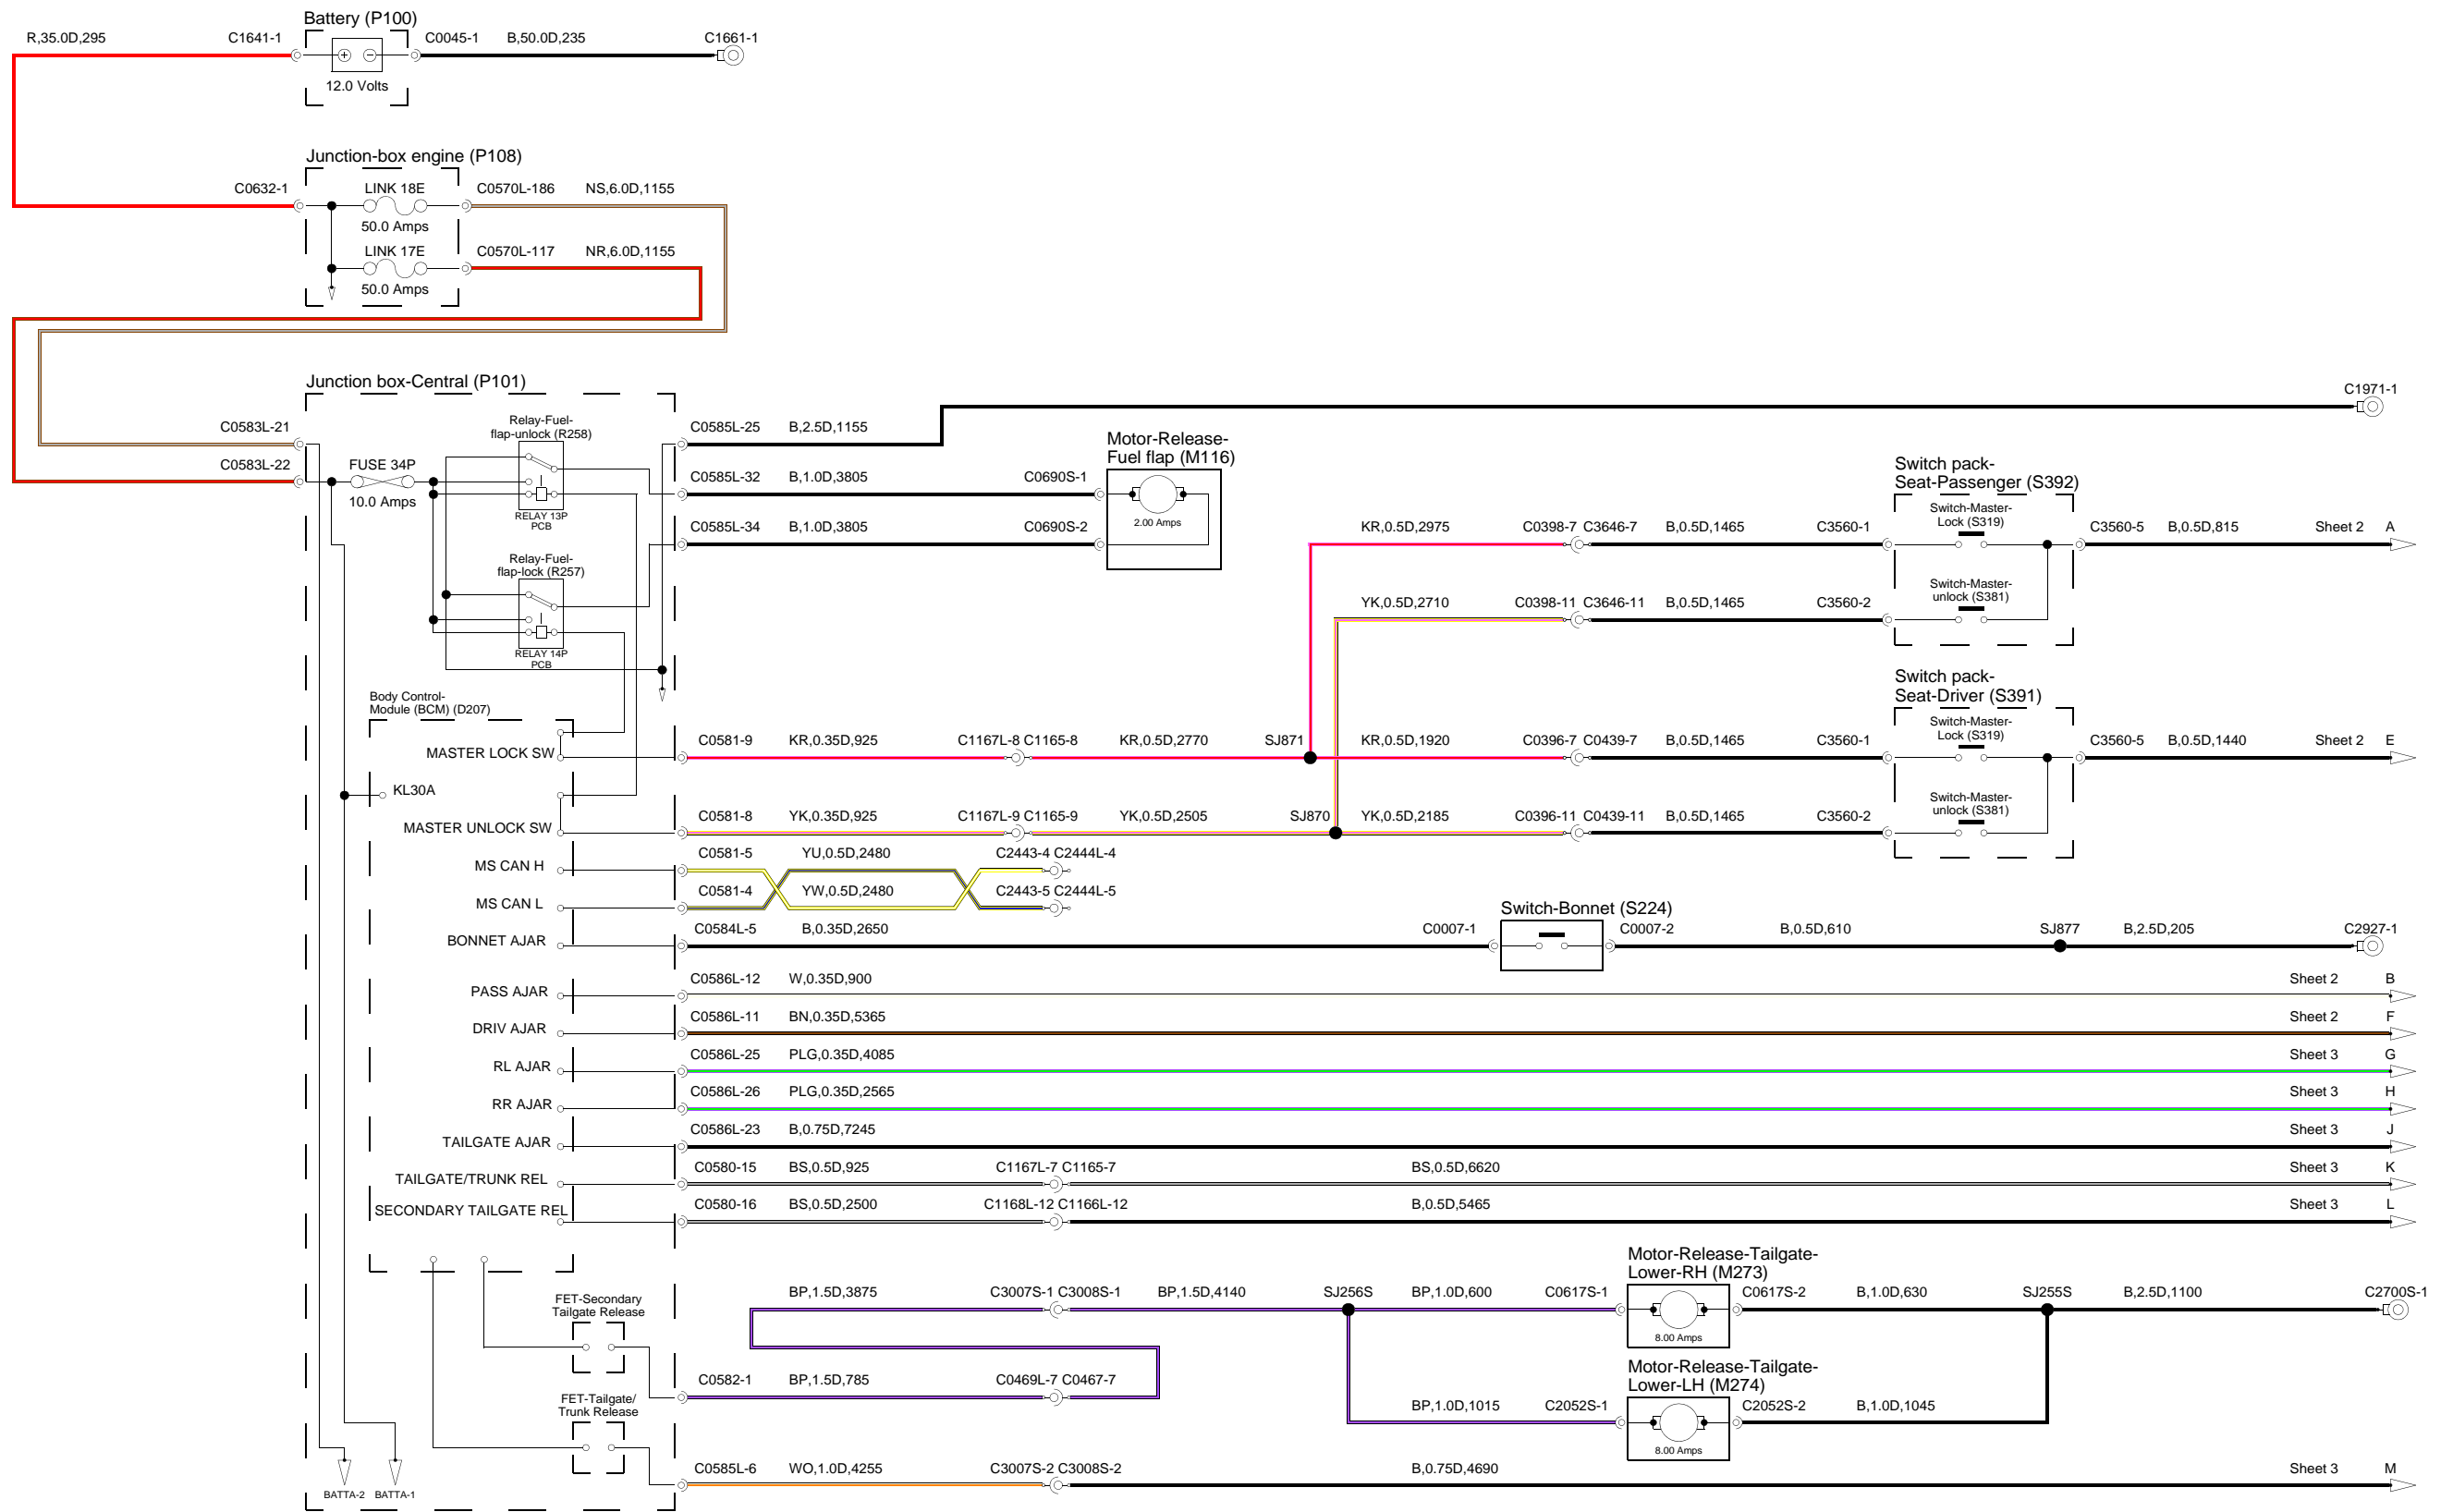 Battery (P100)
R,35.0D,295
C1641-1
C0045-1
B,50.0D,235
C1661-1
12.0 Volts
Junction-box engine (P108)
C0632-1
LINK 18E
C0570L-186
NS,6.0D,1155
50.0 Amps
LINK 17E
C0570L-117
NR,6.0D,1155
50.0 Amps
Junction box-Central (P101)
C1971-1
C0583L-21
Relay-Fuel-
flap-unlock (R258)
C0585L-25
B,2.5D,1155
C0583L-22
FUSE 34P
10.0 Amps
RELAY 13P
PCB
C0585L-32
B,1.0D,3805
C0690S-1
Motor-Release-
Fuel flap (M116)
2.00 Amps
C0585L-34
B,1.0D,3805
C0690S-2
Relay-Fuel-
flap-lock (R257)
RELAY 14P
PCB
Switch pack-
Seat-Passenger (S392)
Switch-Master-
Lock (S319)
KR,0.5D,2975
C0398-7 C3646-7
B,0.5D,1465
C3560-1
C3560-5
B,0.5D,815
Sheet 2
A
Switch-Master-
unlock (S381)
YK,0.5D,2710
C0398-11 C3646-11
B,0.5D,1465
C3560-2
Switch pack-
Seat-Driver (S391)
Switch-Master-
Lock (S319)
Body Control-
Module (BCM) (D207)
MASTER LOCK SW
C0581-9
KR,0.35D,925
C1167L-8 C1165-8
KR,0.5D,2770
SJ871
KR,0.5D,1920
C0396-7 C0439-7
B,0.5D,1465
C3560-1
C3560-5
B,0.5D,1440
Sheet 2
E
KL30A
Switch-Master-
unlock (S381)
MASTER UNLOCK SW
C0581-8
YK,0.35D,925
C1167L-9 C1165-9
YK,0.5D,2505
SJ870
YK,0.5D,2185
C0396-11 C0439-11
B,0.5D,1465
C3560-2
MS CAN H
C0581-5
YU,0.5D,2480
C2443-4 C2444L-4
MS CAN L
C0581-4
YW,0.5D,2480
C2443-5 C2444L-5
Switch-Bonnet (S224)
BONNET AJAR
C0584L-5
B,0.35D,2650
C0007-1
C0007-2
B,0.5D,610
SJ877
B,2.5D,205
C2927-1
PASS AJAR
C0586L-12
W,0.35D,900
Sheet 2
B
DRIV AJAR
C0586L-11
BN,0.35D,5365
Sheet 2
F
RL AJAR
C0586L-25
PLG,0.35D,4085
Sheet 3
G
RR AJAR
C0586L-26
PLG,0.35D,2565
Sheet 3
H
TAILGATE AJAR
C0586L-23
B,0.75D,7245
Sheet 3
J
TAILGATE/TRUNK REL
C0580-15
BS,0.5D,925
C1167L-7 C1165-7
BS,0.5D,6620
Sheet 3
K
SECONDARY TAILGATE REL
C0580-16
BS,0.5D,2500
C1168L-12 C1166L-12
B,0.5D,5465
Sheet 3
L
Motor-Release-Tailgate-
Lower-RH (M273)
FET-Secondary
Tailgate Release
BP,1.5D,3875
C3007S-1 C3008S-1
BP,1.5D,4140
SJ256S
BP,1.0D,600
C0617S-1
8.00 Amps
C0617S-2
B,1.0D,630
SJ255S
B,2.5D,1100
C2700S-1
C0582-1
BP,1.5D,785
C0469L-7 C0467-7
Motor-Release-Tailgate-
Lower-LH (M274)
BP,1.0D,1015
C2052S-1
8.00 Amps
C2052S-2
B,1.0D,1045
FET-Tailgate/
Trunk Release
C0585L-6
WO,1.0D,4255
C3007S-2 C3008S-2
B,0.75D,4690
Sheet 3
M
BATTA-2
BATTA-1